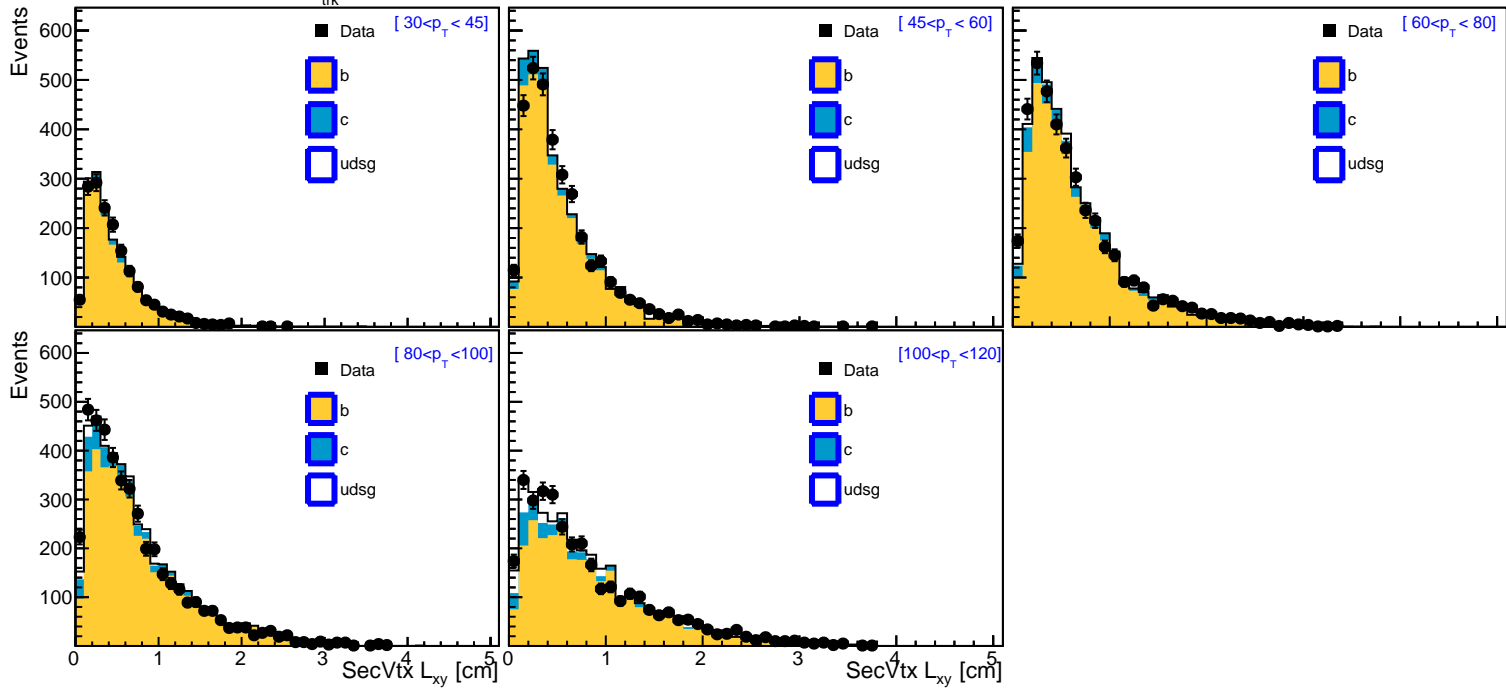 trk
Events
600
500
400
300
200
100
[ 30<p_T < 45]
Data
b
c
udsg
[ 45<p_T < 60]
Data
b
c
udsg
[ 60<p_T < 80]
Data
b
c
udsg
Events
600
500
400
300
200
100
[ 80<p_T <100]
Data
b
c
udsg
[100<p_T <120]
Data
b
c
udsg
0 1 2 3 4 5
SecVtx L_xy [cm]
0 1 2 3 4 5
SecVtx L_xy [cm]